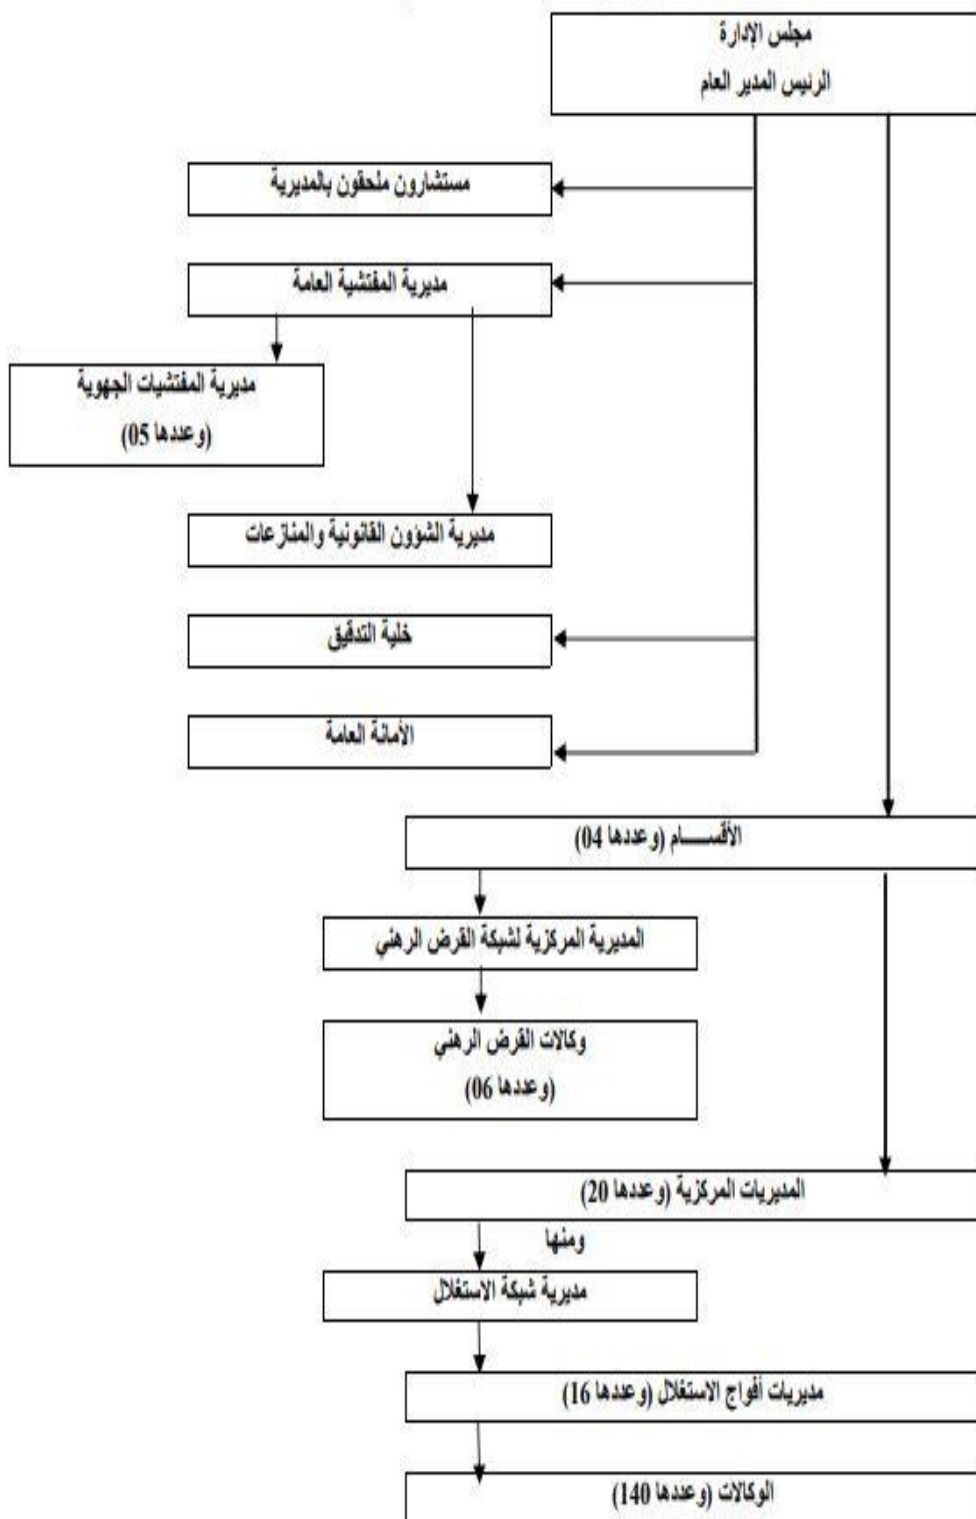 مجلس الإدارة
الرئيس المدير العام
مستشارون ملحقون بالمديرية
مديرية المفتشية العامة
مديرية المفتشيات الجهوية
(وعددها 05)
مديرية الشؤون القانونية والمنازعات
خلية التدقيق
الأمانة العامة
الأقســــــام (وعددها 04)
المديرية المركزية لشبكة القرض الرهني
وكالات القرض الرهني
(وعددها 06)
المديريات المركزية (وعددها 20)
ومنها
مديرية شبكة الاستغلال
مديريات أفواج الاستغلال (وعددها 16)
الوكالات (وعددها 140)